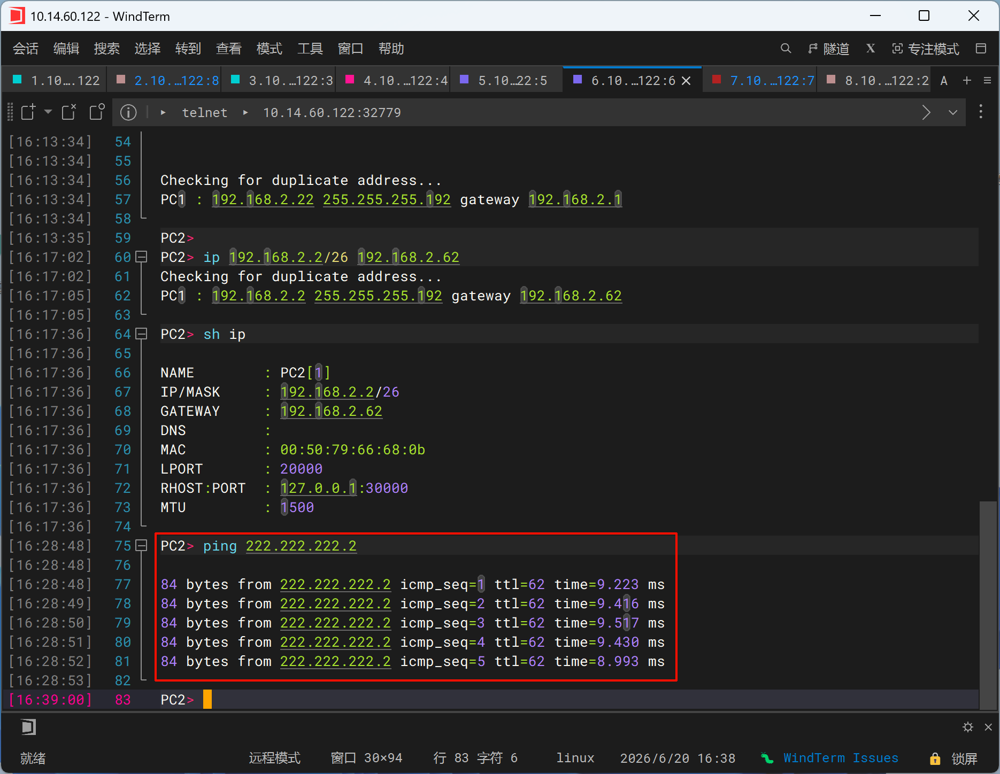 10.14.60.122 - WindTerm
会话 编辑 搜索 选择 转到 查看 模式 工具 窗口 帮助 隧道 X 专注模式
1.10….122 2.10.…122:8 3.10.…122:3 4.10.…122:4 5.10…22:5 6.10.…122:6 7.10.…122:7 8.10.…122:2 A
telnet 10.14.60.122:32779
[16:13:34] 54
[16:13:34] 55
[16:13:34] 56 Checking for duplicate address...
[16:13:34] 57 PC1 : 192.168.2.22 255.255.255.192 gateway 192.168.2.1
[16:13:34] 58
[16:13:35] 59 PC2>
[16:17:02] 60 PC2> ip 192.168.2.2/26 192.168.2.62
[16:17:02] 61 Checking for duplicate address...
[16:17:05] 62 PC1 : 192.168.2.2 255.255.255.192 gateway 192.168.2.62
[16:17:05] 63
[16:17:36] 64 PC2> sh ip
[16:17:36] 65
[16:17:36] 66 NAME : PC2[1]
[16:17:36] 67 IP/MASK : 192.168.2.2/26
[16:17:36] 68 GATEWAY : 192.168.2.62
[16:17:36] 69 DNS :
[16:17:36] 70 MAC : 00:50:79:66:68:0b
[16:17:36] 71 LPORT : 20000
[16:17:36] 72 RHOST:PORT : 127.0.0.1:30000
[16:17:36] 73 MTU : 1500
[16:17:36] 74
[16:28:48] 75 PC2> ping 222.222.222.2
[16:28:48] 76
[16:28:48] 77 84 bytes from 222.222.222.2 icmp_seq=1 ttl=62 time=9.223 ms
[16:28:49] 78 84 bytes from 222.222.222.2 icmp_seq=2 ttl=62 time=9.416 ms
[16:28:50] 79 84 bytes from 222.222.222.2 icmp_seq=3 ttl=62 time=9.517 ms
[16:28:51] 80 84 bytes from 222.222.222.2 icmp_seq=4 ttl=62 time=9.430 ms
[16:28:52] 81 84 bytes from 222.222.222.2 icmp_seq=5 ttl=62 time=8.993 ms
[16:28:53] 82
[16:39:00] 83 PC2>
就绪 远程模式 窗口 30×94 行 83 字符 6 linux 2026/6/20 16:38 WindTerm Issues 锁屏